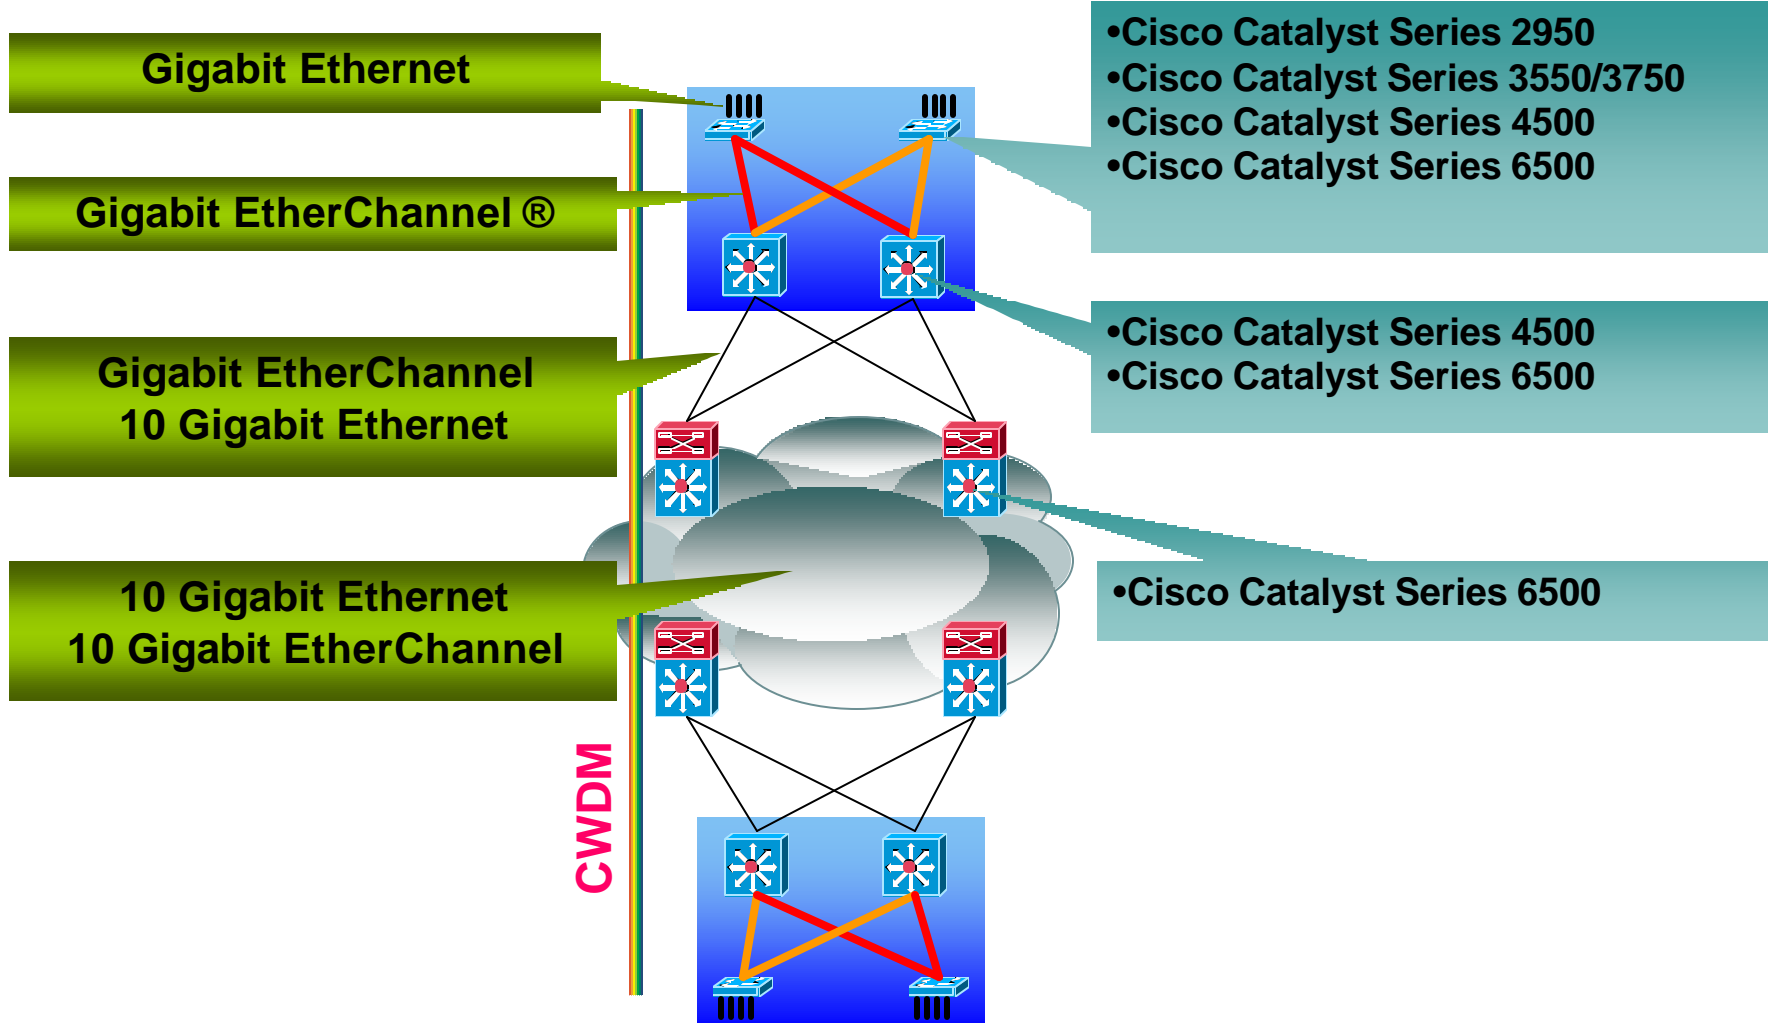 Gigabit Ethernet
Gigabit EtherChannel ®
Gigabit EtherChannel
10 Gigabit Ethernet
10 Gigabit Ethernet
10 Gigabit EtherChannel
CWDM
•Cisco Catalyst Series 2950
•Cisco Catalyst Series 3550/3750
•Cisco Catalyst Series 4500
•Cisco Catalyst Series 6500
•Cisco Catalyst Series 4500
•Cisco Catalyst Series 6500
•Cisco Catalyst Series 6500